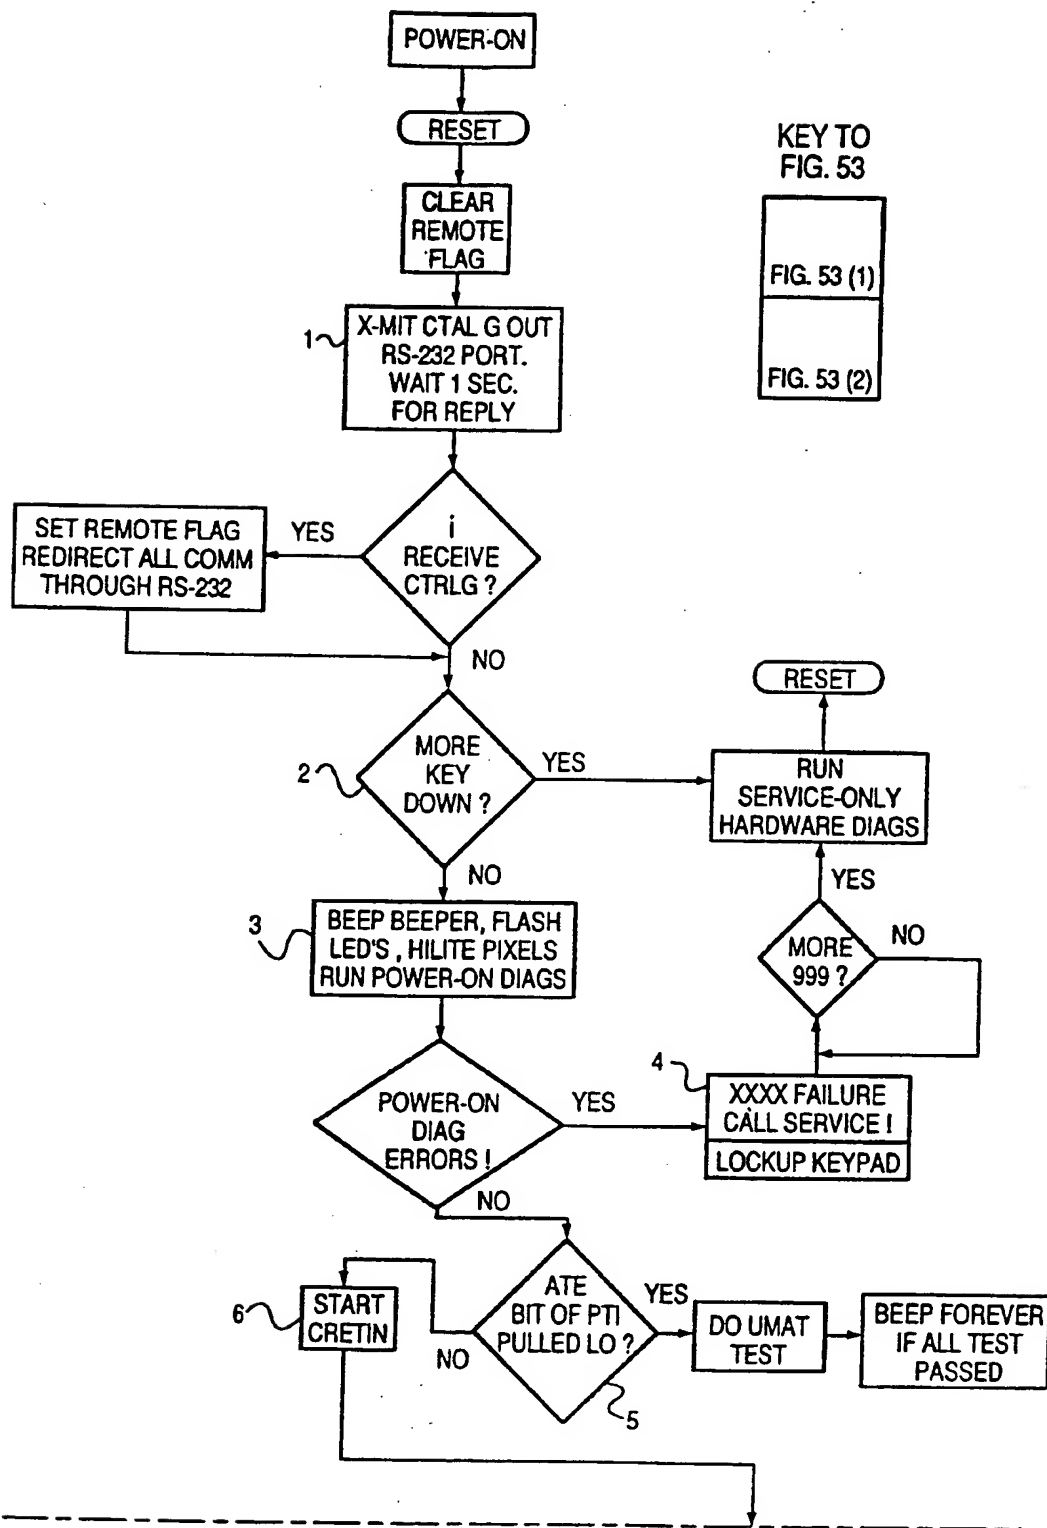 POWER-ON
RESET
KEY TO
FIG. 53
FIG. 53 (1)
FIG. 53 (2)
CLEAR
REMOTE
FLAG
1
X-MIT CTAL G OUT
RS-232 PORT.
WAIT 1 SEC.
FOR REPLY
i
RECEIVE
CTRLG ?
YES
SET REMOTE FLAG
REDIRECT ALL COMM
THROUGH RS-232
NO
2
MORE
KEY
DOWN ?
YES
RESET
RUN
SERVICE-ONLY
HARDWARE DIAGS
NO
YES
MORE
999 ?
NO
3
BEEP BEEPER, FLASH
LED'S , HILITE PIXELS
RUN POWER-ON DIAGS
POWER-ON
DIAG
ERRORS !
YES
4
XXXX FAILURE
CALL SERVICE !
LOCKUP KEYPAD
NO
ATE
BIT OF PTI
PULLED LO ?
5
YES
DO UMAT
TEST
BEEP FOREVER
IF ALL TEST
PASSED
NO
6
START
CRETIN